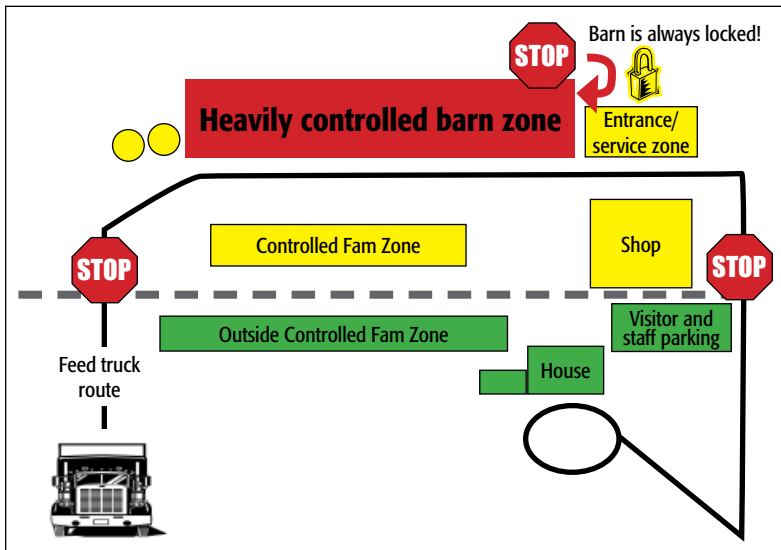 STOP
Barn is always locked!
Heavily controlled barn zone
Entrance/
service zone
Controlled Fam Zone
Shop
STOP
STOP
Outside Controlled Fam Zone
Visitor and
staff parking
Feed truck
route
House